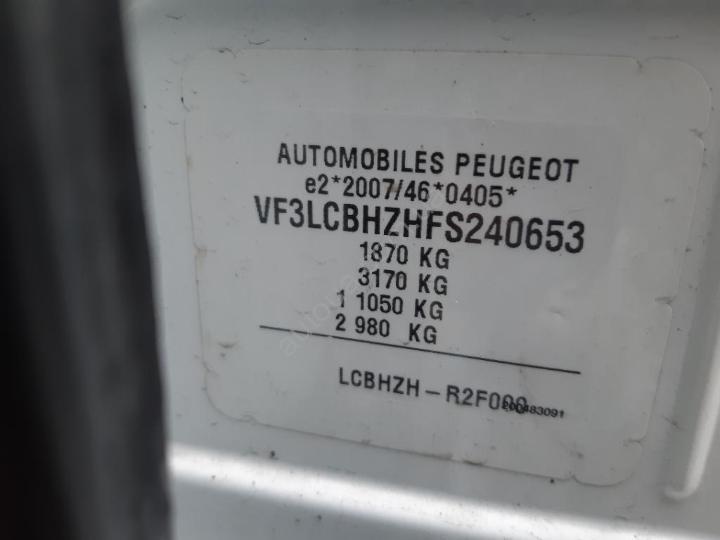 AUTOMOBILES PEUGEOT
e2*2007/46*0405*
VF3LCBHZHFS240653
1870 KG
3170 KG
1 1050 KG
2 980 KG
LCBHZH - R2F000